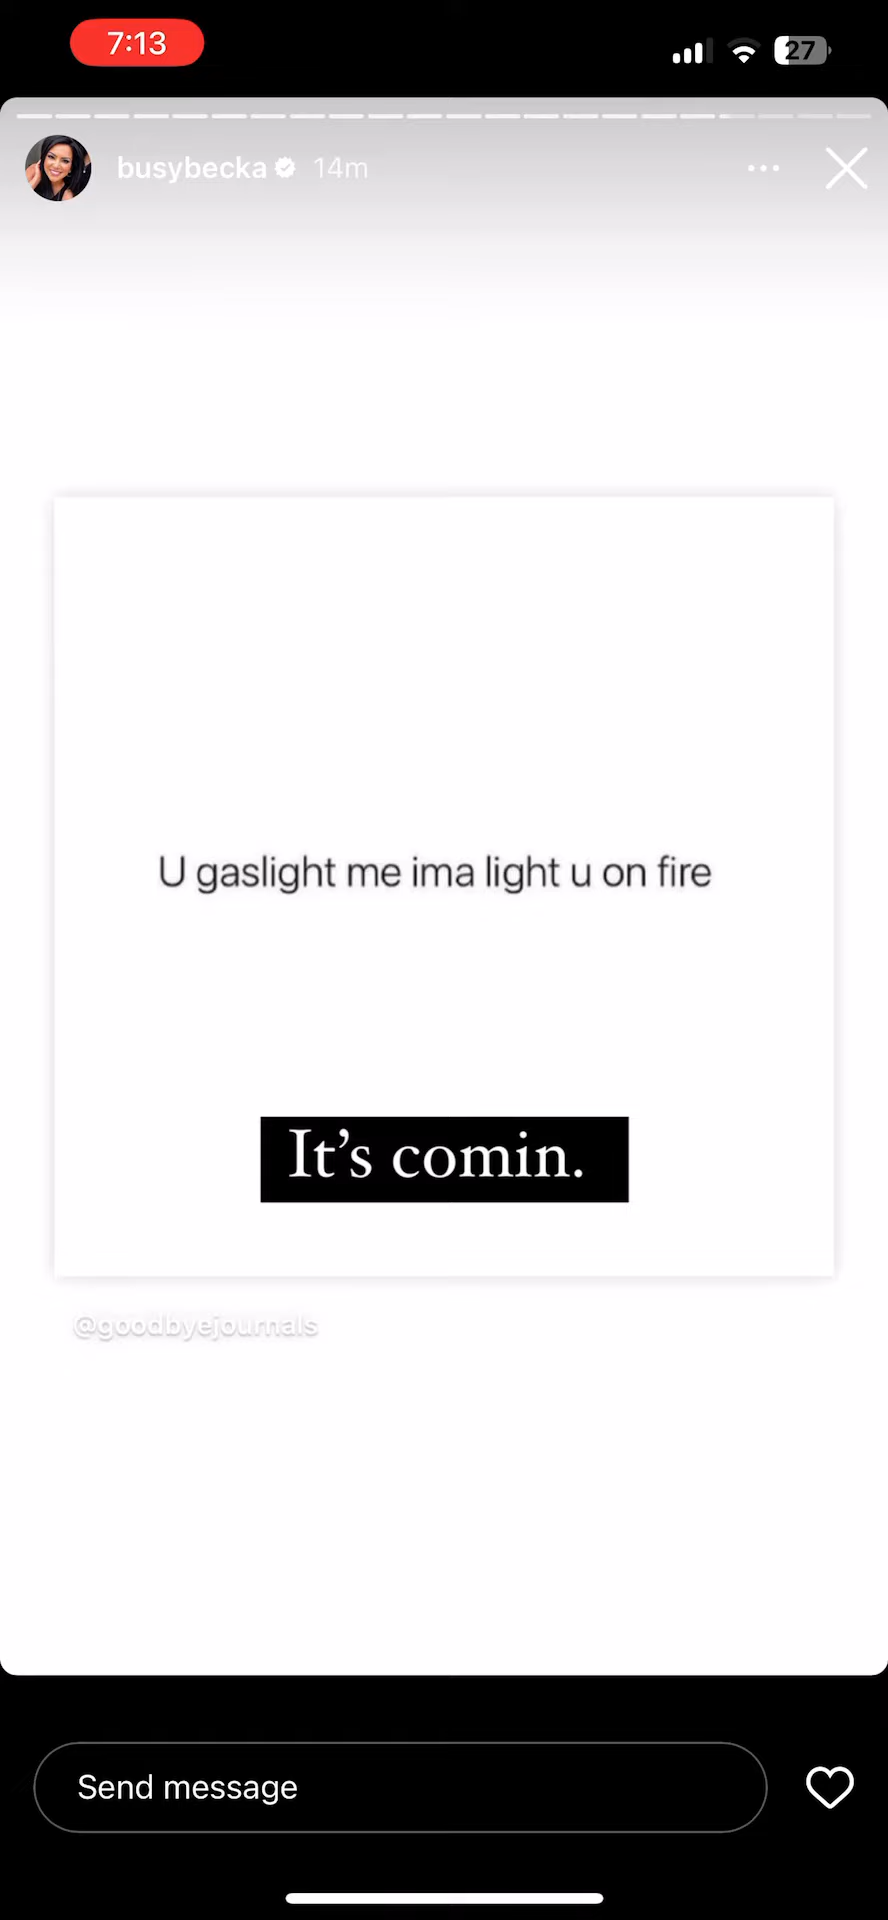 7:13
27
busybecka 14m
U gaslight me ima light u on fire
It's comin.
@goodbyejournals
Send message